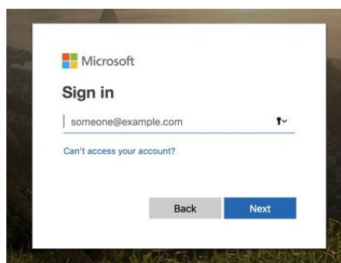 Microsoft
Sign in
someone@example.com
Can't access your account?
Back
Next